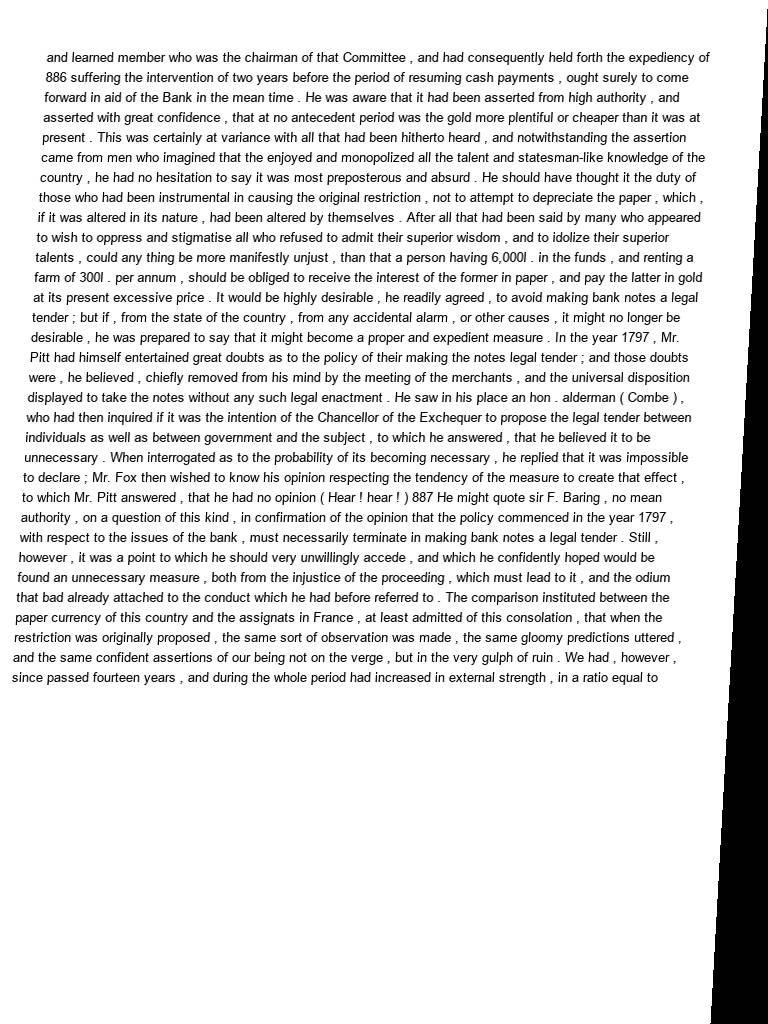 and learned member who was the chairman of that Committee , and had consequently held forth the expediency of
886 suffering the intervention of two years before the period of resuming cash payments , ought surely to come
forward in aid of the Bank in the mean time . He was aware that it had been asserted from high authority , and
asserted with great confidence , that at no antecedent period was the gold more plentiful or cheaper than it was at
present . This was certainly at variance with all that had been hitherto heard , and notwithstanding the assertion
came from men who imagined that the enjoyed and monopolized all the talent and statesman-like knowledge of the
country , he had no hesitation to say it was most preposterous and absurd . He should have thought it the duty of
those who had been instrumental in causing the original restriction , not to attempt to depreciate the paper , which ,
if it was altered in its nature , had been altered by themselves . After all that had been said by many who appeared
to wish to oppress and stigmatise all who refused to admit their superior wisdom , and to idolize their superior
talents , could any thing be more manifestly unjust , than that a person having 6,000l . in the funds , and renting a
farm of 300l . per annum , should be obliged to receive the interest of the former in paper , and pay the latter in gold
at its present excessive price . It would be highly desirable , he readily agreed , to avoid making bank notes a legal
tender ; but if , from the state of the country , from any accidental alarm , or other causes , it might no longer be
desirable , he was prepared to say that it might become a proper and expedient measure . In the year 1797 , Mr.
Pitt had himself entertained great doubts as to the policy of their making the notes legal tender ; and those doubts
were , he believed , chiefly removed from his mind by the meeting of the merchants , and the universal disposition
displayed to take the notes without any such legal enactment . He saw in his place an hon . alderman ( Combe ) ,
who had then inquired if it was the intention of the Chancellor of the Exchequer to propose the legal tender between
individuals as well as between government and the subject , to which he answered , that he believed it to be
unnecessary . When interrogated as to the probability of its becoming necessary , he replied that it was impossible
to declare ; Mr. Fox then wished to know his opinion respecting the tendency of the measure to create that effect ,
to which Mr. Pitt answered , that he had no opinion ( Hear ! hear ! ) 887 He might quote sir F. Baring , no mean
authority , on a question of this kind , in confirmation of the opinion that the policy commenced in the year 1797 ,
with respect to the issues of the bank , must necessarily terminate in making bank notes a legal tender . Still ,
however , it was a point to which he should very unwillingly accede , and which he confidently hoped would be
found an unnecessary measure , both from the injustice of the proceeding , which must lead to it , and the odium
that bad already attached to the conduct which he had before referred to . The comparison instituted between the
paper currency of this country and the assignats in France , at least admitted of this consolation , that when the
restriction was originally proposed , the same sort of observation was made , the same gloomy predictions uttered ,
and the same confident assertions of our being not on the verge , but in the very gulph of ruin . We had , however ,
since passed fourteen years , and during the whole period had increased in external strength , in a ratio equal to